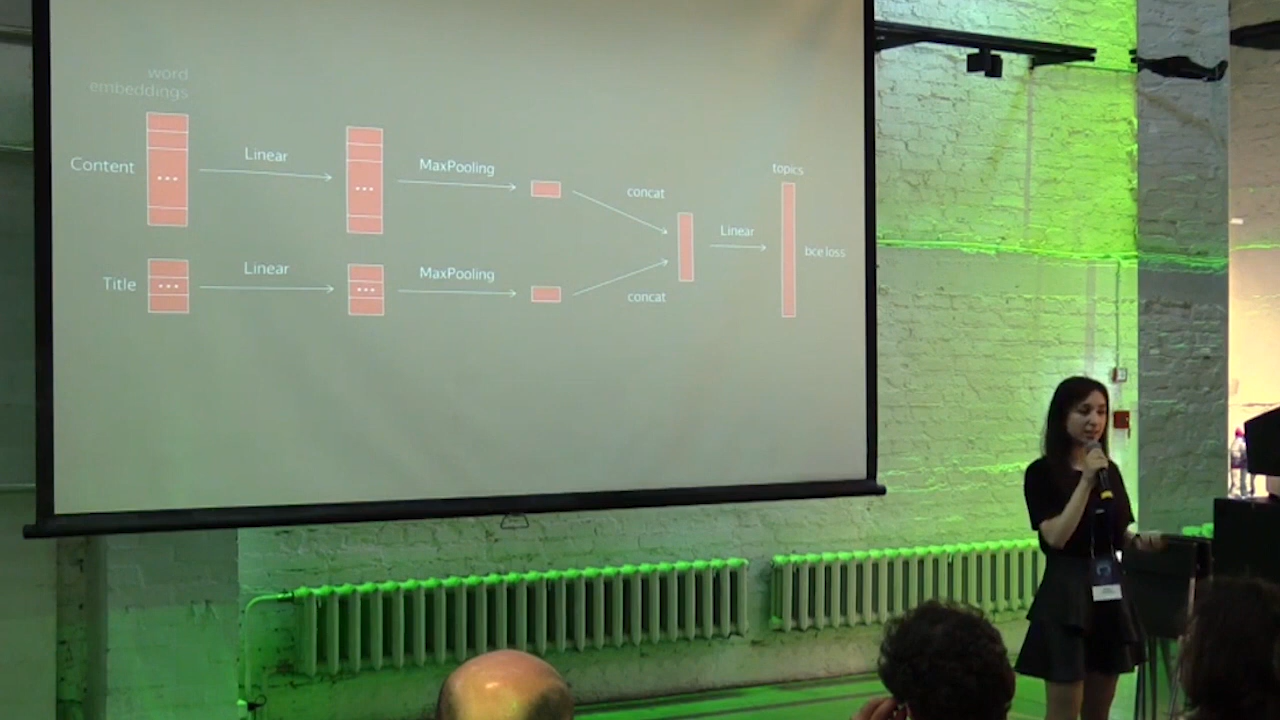 word
embeddings
Content
...
Linear
...
MaxPooling
concat
topics
Linear
bce loss
Title
...
Linear
...
MaxPooling
concat